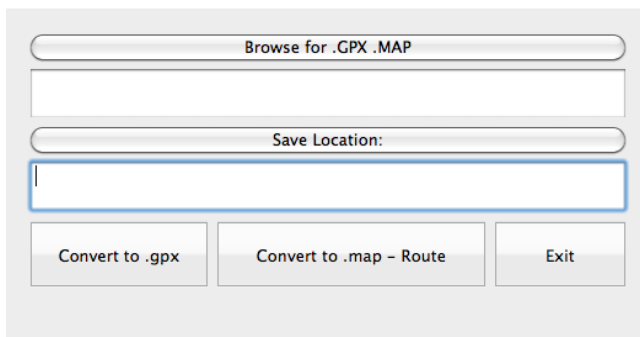 Browse for .GPX .MAP
Save Location:
Convert to .gpx
Convert to .map – Route
Exit